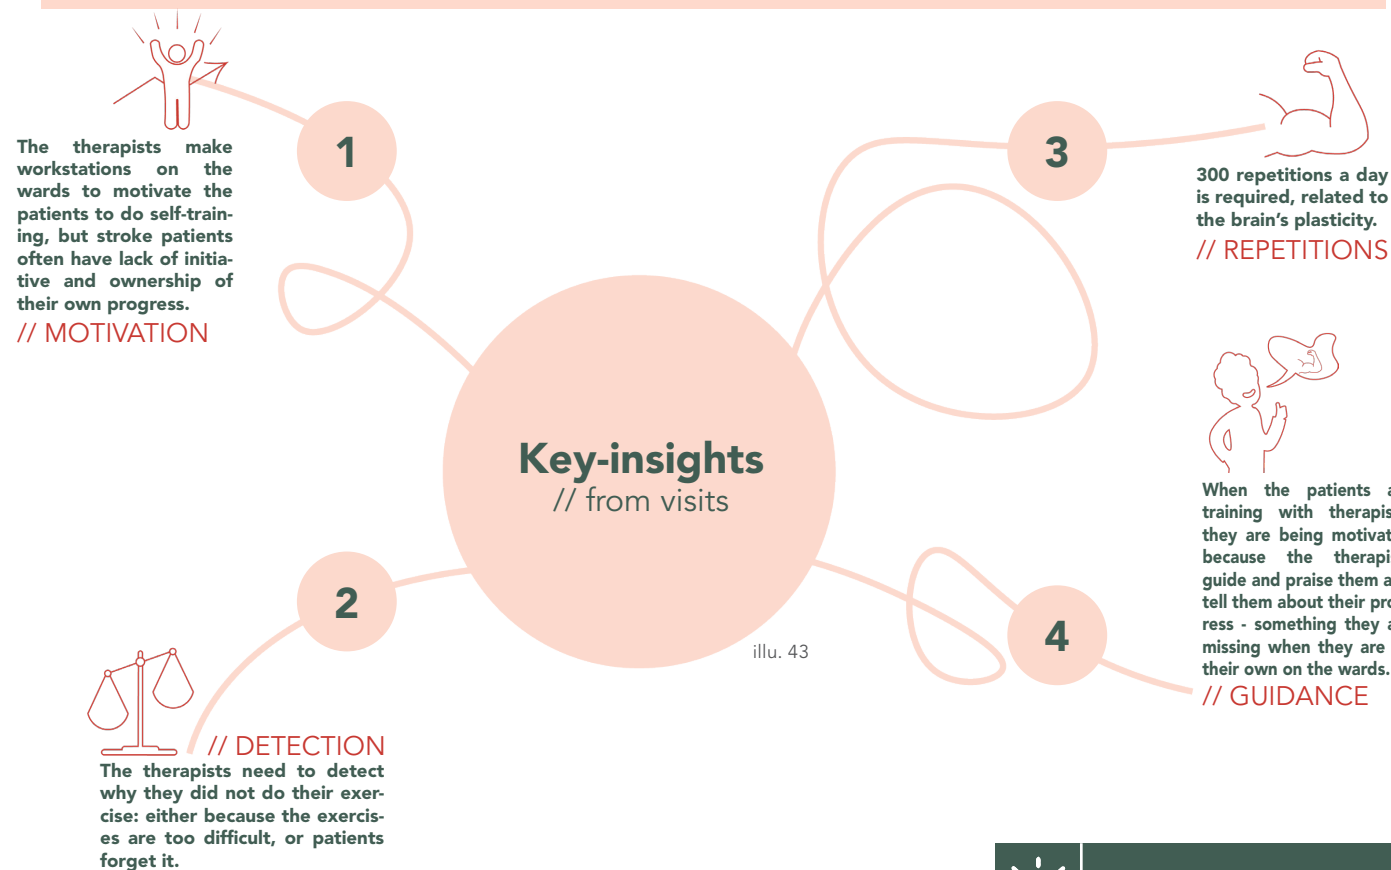 The therapists make
workstations on the
wards to motivate the
patients to do self-train-
ing, but stroke patients
often have lack of initia-
tive and ownership of
their own progress.
// MOTIVATION
1
3
300 repetitions a day
is required, related to
the brain's plasticity.
// REPETITIONS
Key-insights
// from visits
illu. 43
2
// DETECTION
The therapists need to detect
why they did not do their exer-
cise: either because the exercis-
es are too difficult, or patients
forget it.
4
When the patients
training with
they are being
because the
guide and praise them
tell them about their
ress - something they
missing when they are
their own on the wards.
// GUIDANCE